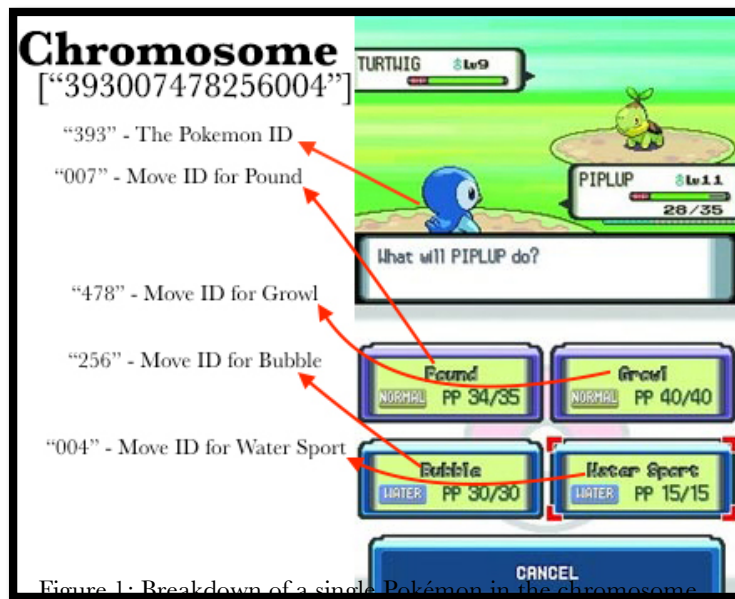 Chromosome
["393007478256004"]
"393" - The Pokemon ID
"007" - Move ID for Pound
"478" - Move ID for Growl
"256" - Move ID for Bubble
"004" - Move ID for Water Sport
TURTWIG ♂Lv9
PIPLUP ♂Lv11
28/35
What will PIPLUP do?
Pound
NORMAL PP 34/35
Growl
NORMAL PP 40/40
Bubble
WATER PP 30/30
Water Sport
WATER PP 15/15
CANCEL
Figure 1: Breakdown of a single Pokémon in the chromosome